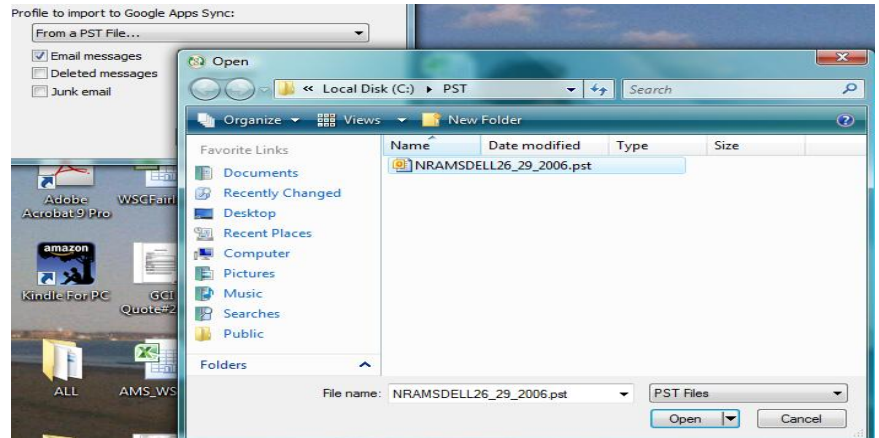 Profile to import to Google Apps Sync:
From a PST File...
Email messages
Deleted messages
Junk email
Open
« Local Disk (C:) PST
Search
Organize Views New Folder
Favorite Links
Documents
Recently Changed
Desktop
Recent Places
Computer
Pictures
Music
Searches
Public
Folders
Name Date modified Type Size
NRAMSDELL26_29_2006.pst
File name: NRAMSDELL26_29_2006.pst PST Files
Open Cancel
Adobe Acrobat 9 Pro
amazon
Kindle For PC
GCI
Quote#2
ALL
AMS_WS